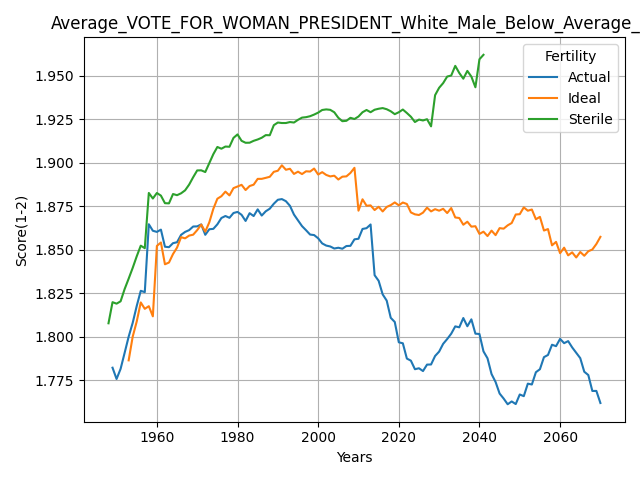 Average_VOTE_FOR_WOMAN_PRESIDENT_White_Male_Below_Average_
Fertility
Actual
Ideal
Sterile
Score(1-2)
1.950
1.925
1.900
1.875
1.850
1.825
1.800
1.775
1960 1980 2000 2020 2040 2060
Years